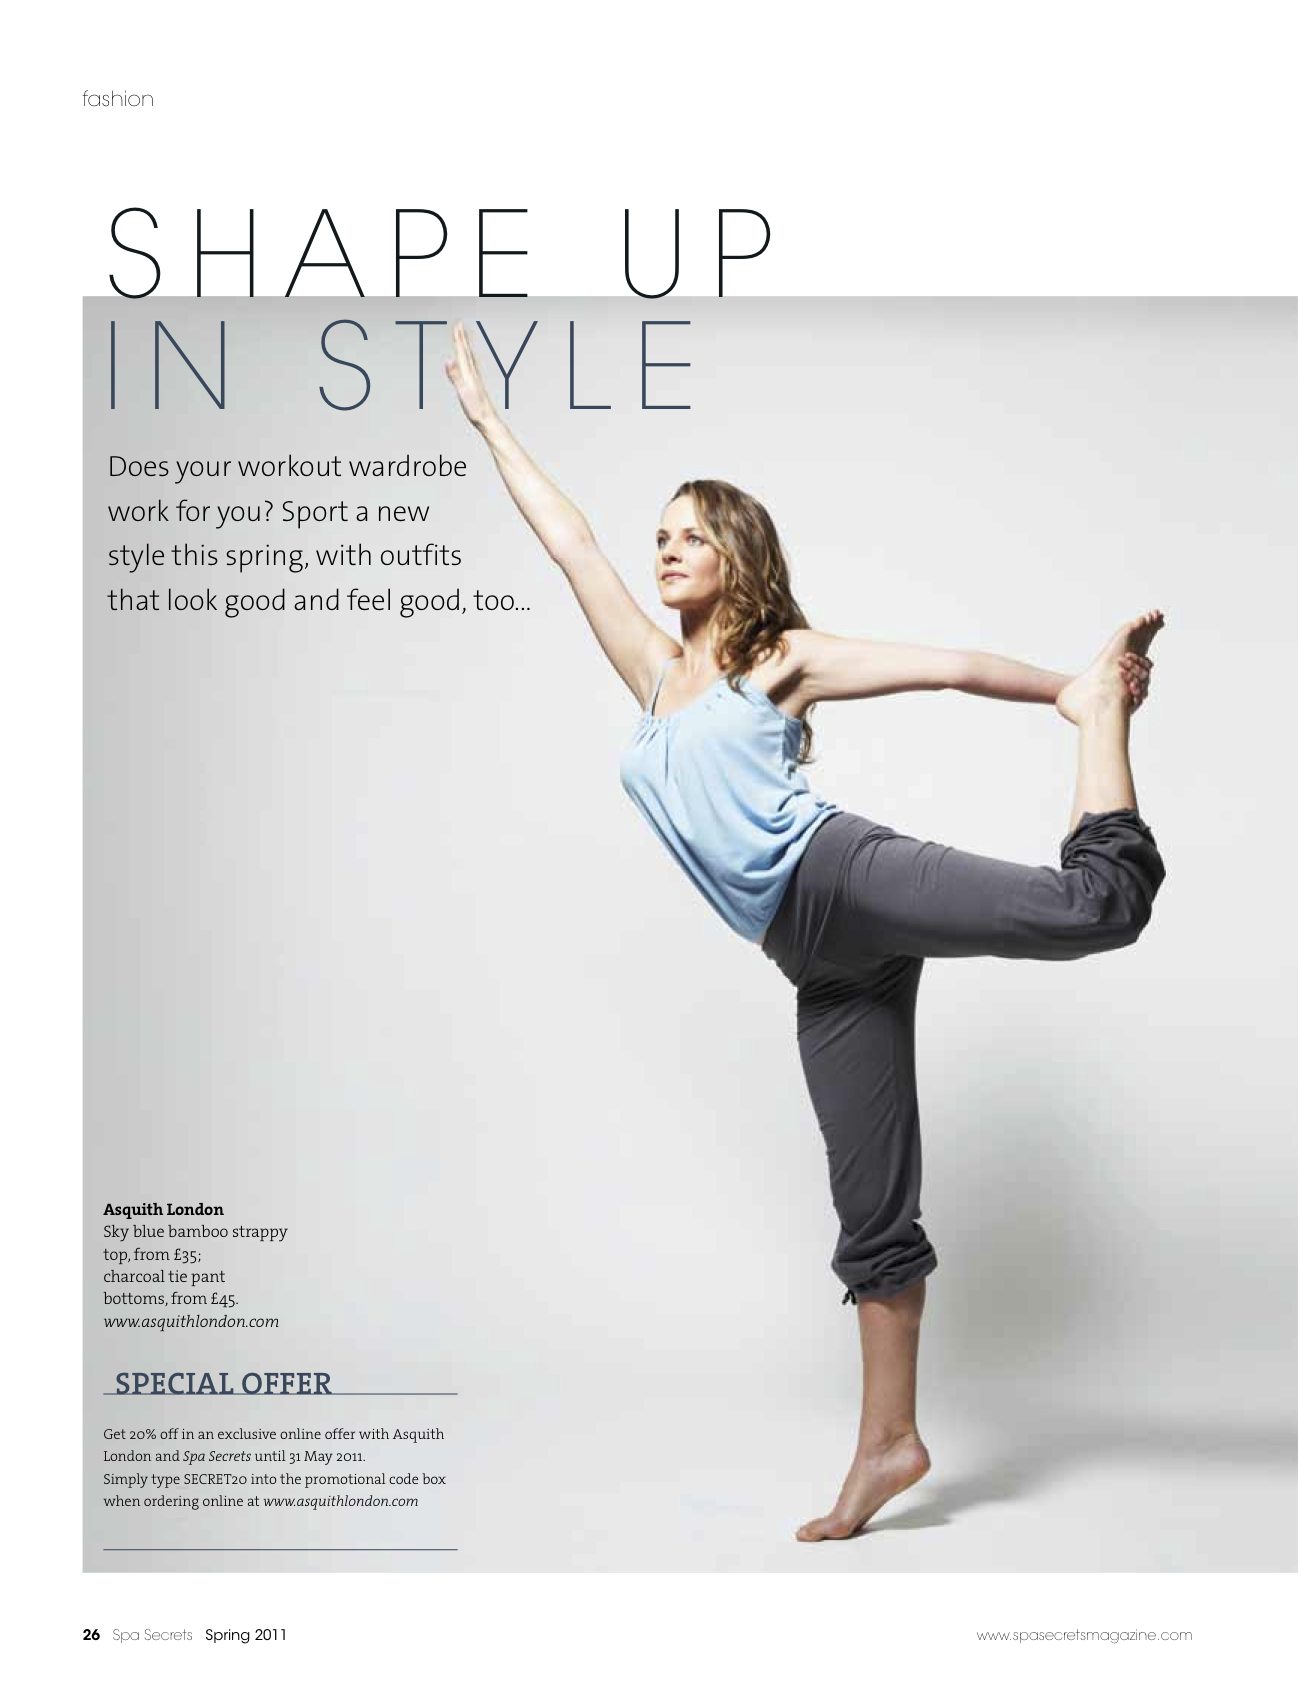 fashion
SHAPE UP
IN STYLE
Does your workout wardrobe
work for you? Sport a new
style this spring, with outfits
that look good and feel good, too...
Asquith London
Sky blue bamboo strappy
top, from £35;
charcoal tie pant
bottoms, from £45.
www.asquithlondon.com
SPECIAL OFFER
Get 20% off in an exclusive online offer with Asquith
London and Spa Secrets until 31 May 2011.
Simply type SECRET20 into the promotional code box
when ordering online at www.asquithlondon.com
26 Spa Secrets Spring 2011
www.spasecretsmagazine.com